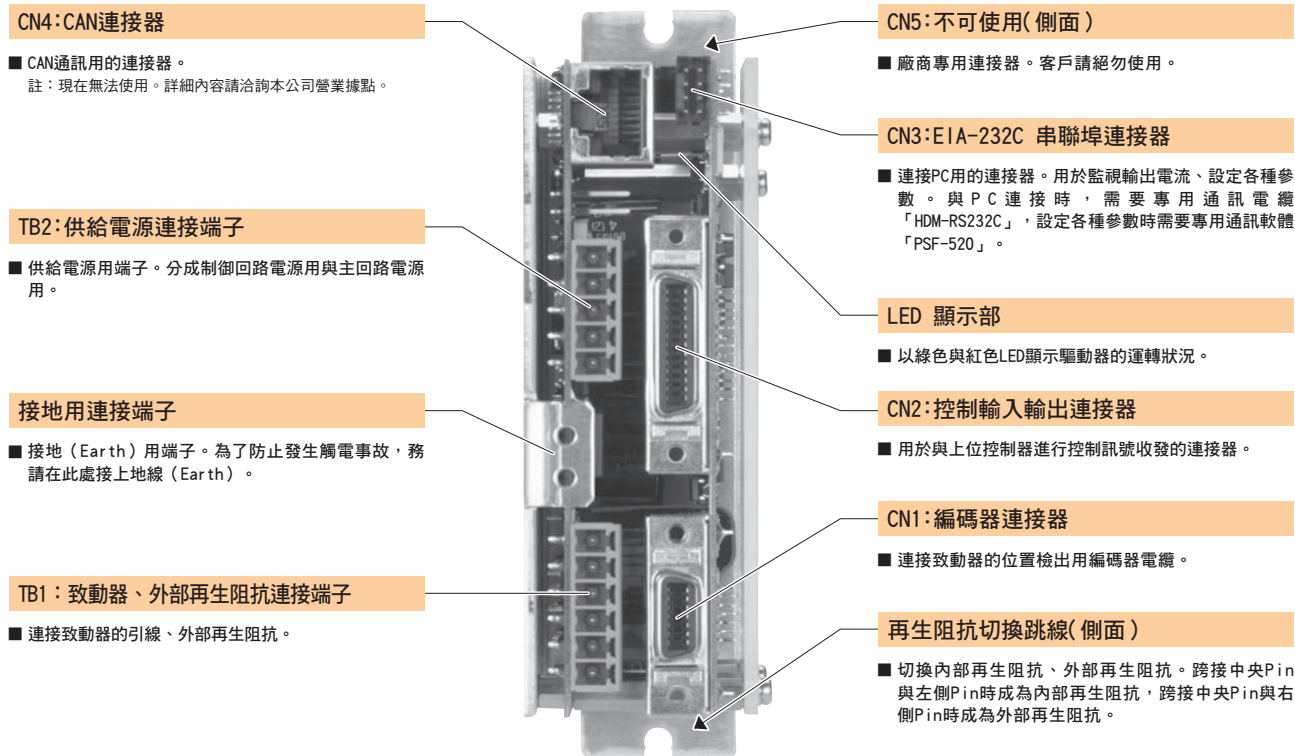 CN4:CAN連接器
■ CAN通訊用的連接器。
註：現在無法使用。詳細內容請洽詢本公司營業據點。
TB2:供給電源連接端子
■ 供給電源用端子。分成制御回路電源用與主回路電源
用。
接地用連接端子
■ 接地（Earth）用端子。為了防止發生觸電事故，務
請在此處接上地線（Earth）。
TB1：致動器、外部再生阻抗連接端子
■ 連接致動器的引線、外部再生阻抗。
CN5:不可使用(側面)
■ 廠商專用連接器。客戶請絕勿使用。
CN3:EIA-232C 串聯埠連接器
■ 連接PC用的連接器。用於監視輸出電流、設定各種參
數。與PC連接時，需要專用通訊電纜
「HDM-RS232C」，設定各種參數時需要專用通訊軟體
「PSF-520」。
LED 顯示部
■ 以綠色與紅色LED顯示驅動器的運轉狀況。
CN2:控制輸入輸出連接器
■ 用於與上位控制器進行控制訊號收發的連接器。
CN1:編碼器連接器
■ 連接致動器的位置檢出用編碼器電纜。
再生阻抗切換跳線(側面)
■ 切換內部再生阻抗、外部再生阻抗。跨接中央Pin
與左側Pin時成為內部再生阻抗，跨接中央Pin與右
側Pin時成為外部再生阻抗。